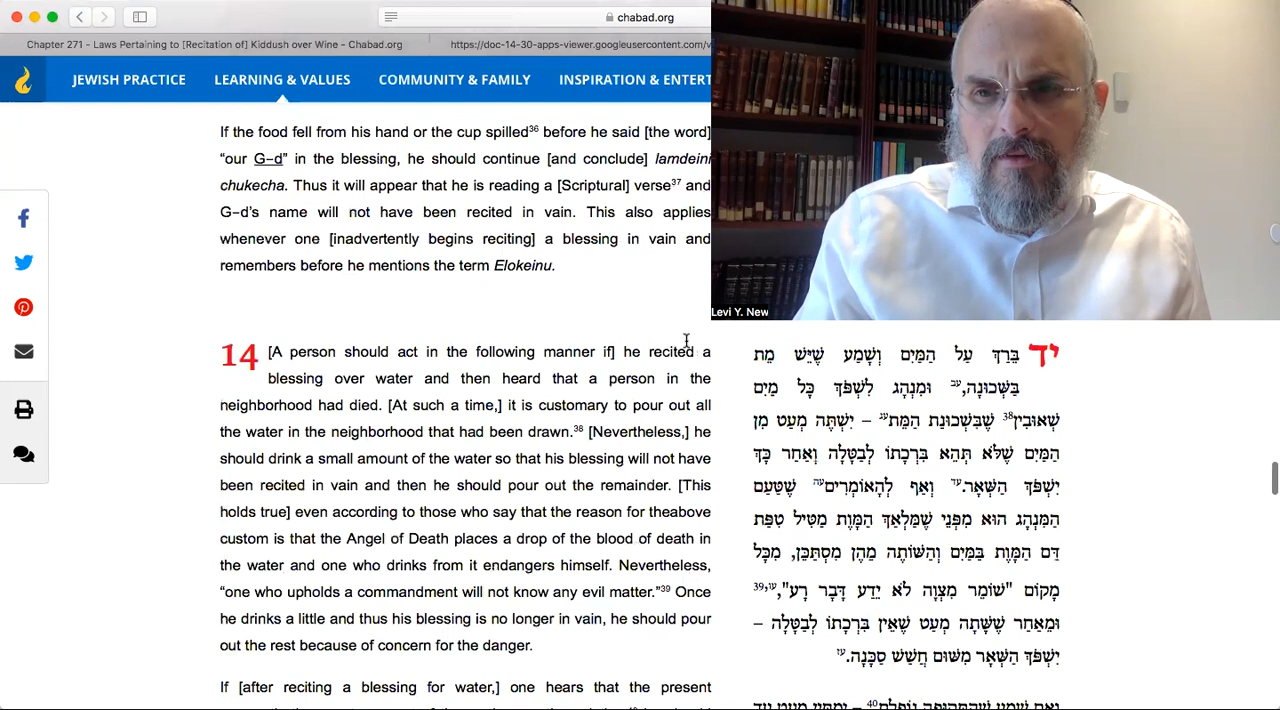 chabad.org
Chapter 271 - Laws Pertaining to [Recitation of] Kiddush over Wine - Chabad.org
https://doc-14-30-apps-viewer.googleusercontent.com/v
JEWISH PRACTICE LEARNING & VALUES COMMUNITY & FAMILY INSPIRATION & ENTERT
If the food fell from his hand or the cup spilled36 before he said [the word]
“our G–d” in the blessing, he should continue [and conclude] lamdeini
chukecha. Thus it will appear that he is reading a [Scriptural] verse37 and
G–d’s name will not have been recited in vain. This also applies
whenever one [inadvertently begins reciting] a blessing in vain and
remembers before he mentions the term Elokeinu.
Levi Y. New
14 [A person should act in the following manner if] he recited a
blessing over water and then heard that a person in the
neighborhood had died. [At such a time,] it is customary to pour out all
the water in the neighborhood that had been drawn.38 [Nevertheless,] he
should drink a small amount of the water so that his blessing will not have
been recited in vain and then he should pour out the remainder. [This
holds true] even according to those who say that the reason for theabove
custom is that the Angel of Death places a drop of the blood of death in
the water and one who drinks from it endangers himself. Nevertheless,
“one who upholds a commandment will not know any evil matter.”39 Once
he drinks a little and thus his blessing is no longer in vain, he should pour
out the rest because of concern for the danger.
If [after reciting a blessing for water,] one hears that the present
יד בֵּרַךְ עַל הַמַּיִם וְשָׁמַע שֶׁיֵּשׁ מֵת
בַּשְּׁכוּנָה,עב וּמִנְהָג לִשְׁפֹּךְ כָּל מַיִם
שְׁאוּבִין38 שֶׁבִּשְׁכוּנַת הַמֵּתעג – יִשְׁתֶּה מְעַט מִן
הַמַּיִם שֶׁלֹּא תְּהֵא בִּרְכָתוֹ לְבַטָּלָה וְאַחַר כָּךְ
יִשְׁפֹּךְ הַשְּׁאָר.עד וְאַף לְהָאוֹמְרִיםעה שֶׁטַּעַם
הַמִּנְהָג הוּא מִפְּנֵי שֶׁמַּלְאַךְ הַמָּוֶת מַטִּיל טִפַּת
דַּם הַמָּוֶת בַּמַּיִם וְהַשּׁוֹתֶה מֵהֶן מִסְתַּכֵּן, מִכָּל
מָקוֹם "שׁוֹמֵר מִצְוָה לֹא יֵדַע דָּבָר רָע",עו,39
וּמֵאַחַר שֶׁשָּׁתָה מְעַט שֶׁאֵין בִּרְכָתוֹ לְבַטָּלָה –
יִשְׁפֹּךְ הַשְּׁאָר מִשּׁוּם חֲשַׁשׁ סַכָּנָה.עז